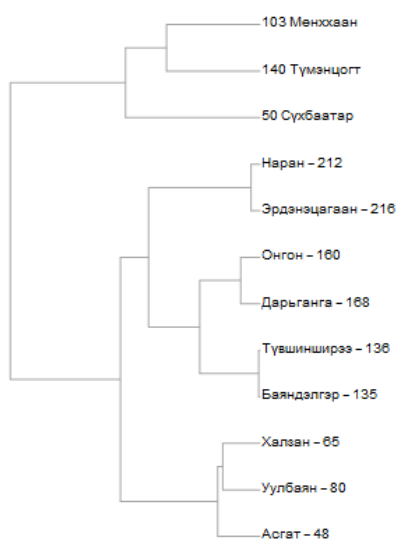 103 Мөнххаан
140 Түмэнцогт
50 Сүхбаатар
Наран – 212
Эрдэнэцагаан – 216
Онгон – 160
Дарьганга – 168
Түвшинширээ – 136
Баяндэлгэр – 135
Халзан – 65
Уулбаян – 80
Асгат – 48